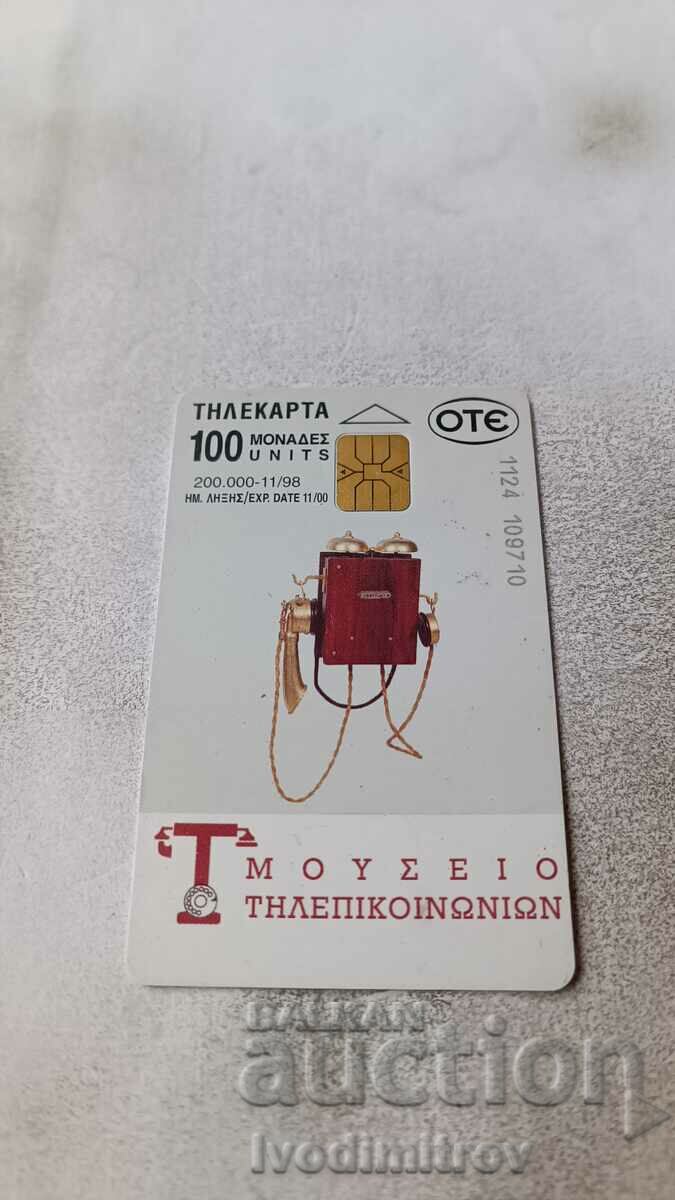 ΤΗΛΕΚΑΡΤΑ
100 ΜΟΝΑΔΕΣ
UNITS
200.000-11/98
ΗΜ. ΛΗΞΗΣ/EXP. DATE 11/00
ΟΤΕ
1124 109710
ΜΟΥΣΕΙΟ
ΤΗΛΕΠΙΚΟΙΝΩΝΙΩΝ
BALKAN
auction
Ivodimitrov